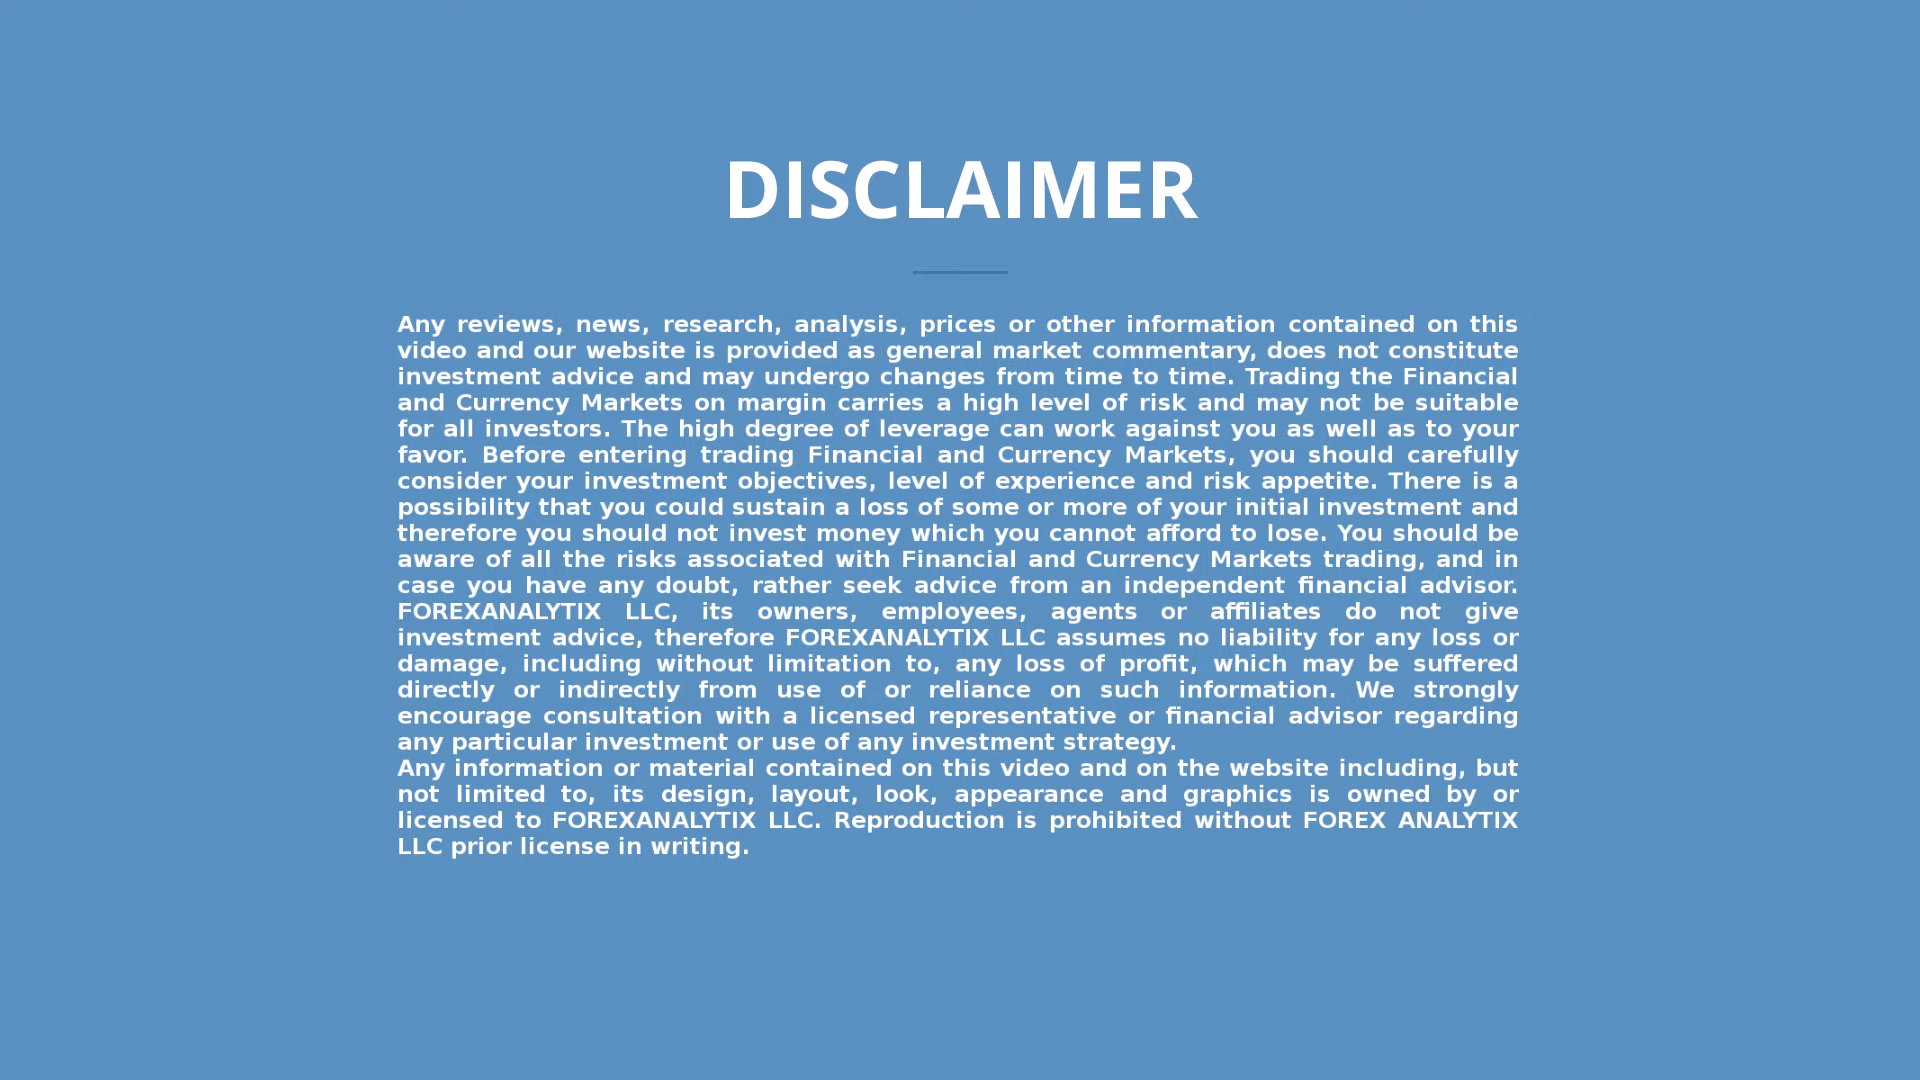 DISCLAIMER
Any reviews, news, research, analysis, prices or other information contained on this
video and our website is provided as general market commentary, does not constitute
investment advice and may undergo changes from time to time. Trading the Financial
and Currency Markets on margin carries a high level of risk and may not be suitable
for all investors. The high degree of leverage can work against you as well as to your
favor. Before entering trading Financial and Currency Markets, you should carefully
consider your investment objectives, level of experience and risk appetite. There is a
possibility that you could sustain a loss of some or more of your initial investment and
therefore you should not invest money which you cannot afford to lose. You should be
aware of all the risks associated with Financial and Currency Markets trading, and in
case you have any doubt, rather seek advice from an independent financial advisor.
FOREXANALYTIX LLC, its owners, employees, agents or affiliates do not give
investment advice, therefore FOREXANALYTIX LLC assumes no liability for any loss or
damage, including without limitation to, any loss of profit, which may be suffered
directly or indirectly from use of or reliance on such information. We strongly
encourage consultation with a licensed representative or financial advisor regarding
any particular investment or use of any investment strategy.
Any information or material contained on this video and on the website including, but
not limited to, its design, layout, look, appearance and graphics is owned by or
licensed to FOREXANALYTIX LLC. Reproduction is prohibited without FOREX ANALYTIX
LLC prior license in writing.